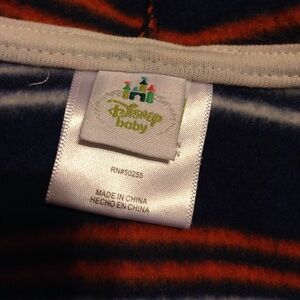 Disney
baby
RN#50255
MADE IN CHINA
HECHO EN CHINA